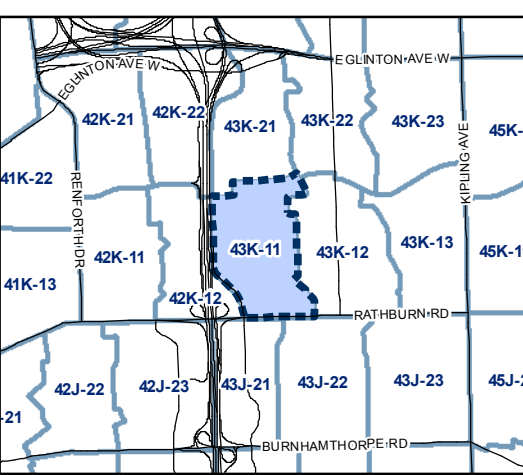 EGLINTON AVE W
EGLINTON AVE W
42K-21
42K-22
43K-21
43K-22
43K-23
45K-
KIPLING AVE
41K-22
RENFORTH DR
42K-11
43K-11
43K-12
43K-13
45K-1
41K-13
42K-12
RATHBURN RD
42J-22
42J-23
43J-21
43J-22
43J-23
45J-2
-21
BURNHAMTHORPE RD